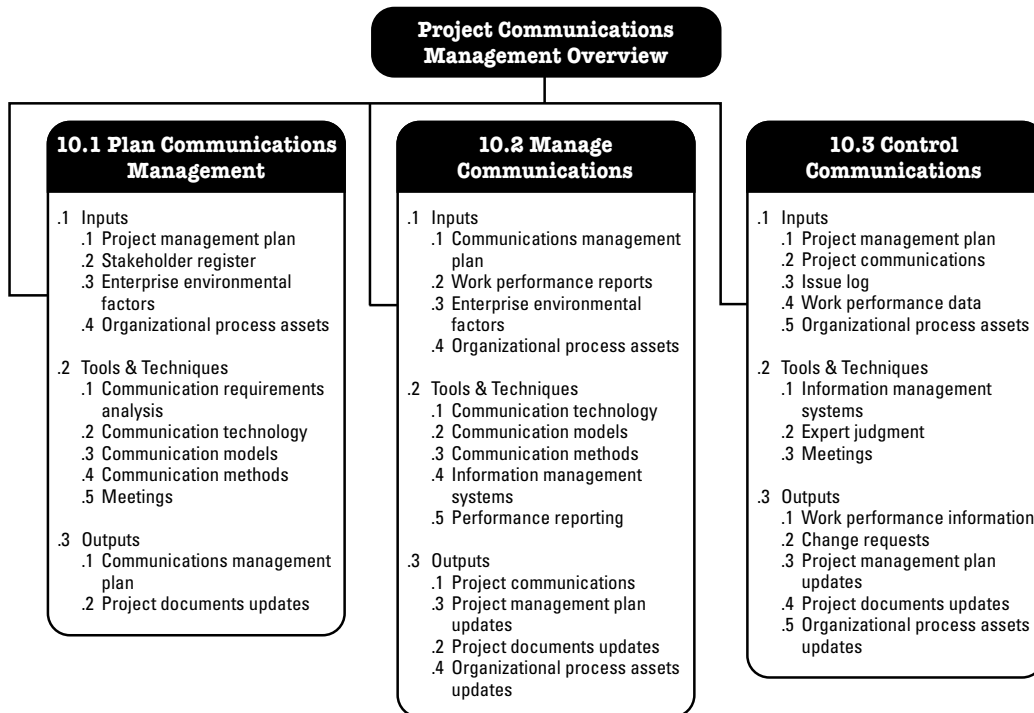 Project Communications
Management Overview
10.1 Plan Communications
Management
.1 Inputs
.1 Project management plan
.2 Stakeholder register
.3 Enterprise environmental
factors
.4 Organizational process assets
.2 Tools & Techniques
.1 Communication requirements
analysis
.2 Communication technology
.3 Communication models
.4 Communication methods
.5 Meetings
.3 Outputs
.1 Communications management
plan
.2 Project documents updates
10.2 Manage
Communications
.1 Inputs
.1 Communications management
plan
.2 Work performance reports
.3 Enterprise environmental
factors
.4 Organizational process assets
.2 Tools & Techniques
.1 Communication technology
.2 Communication models
.3 Communication methods
.4 Information management
systems
.5 Performance reporting
.3 Outputs
.1 Project communications
.3 Project management plan
updates
.2 Project documents updates
.4 Organizational process assets
updates
10.3 Control
Communications
.1 Inputs
.1 Project management plan
.2 Project communications
.3 Issue log
.4 Work performance data
.5 Organizational process assets
.2 Tools & Techniques
.1 Information management
systems
.2 Expert judgment
.3 Meetings
.3 Outputs
.1 Work performance information
.2 Change requests
.3 Project management plan
updates
.4 Project documents updates
.5 Organizational process assets
updates